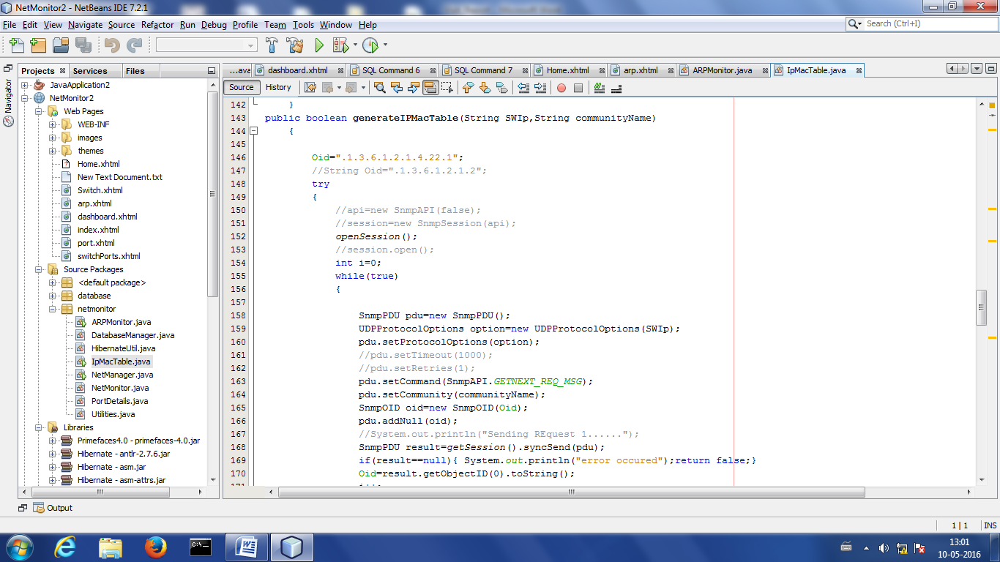 NetMonitor2 - NetBeans IDE 7.2.1
File Edit View Navigate Source Refactor Run Debug Profile Team Tools Window Help
Search (Ctrl+I)
Projects Services Files
Navigator
JavaApplication2
NetMonitor2
Web Pages
WEB-INF
images
themes
Home.xhtml
New Text Document.txt
Switch.xhtml
arp.xhtml
dashboard.xhtml
index.xhtml
port.xhtml
switchPorts.xhtml
Source Packages
<default package>
database
netmonitor
ARPMonitor.java
DatabaseManager.java
HibernateUtil.java
IpMacTable.java
NetManager.java
NetMonitor.java
PortDetails.java
Utilities.java
Libraries
Primefaces4.0 - primefaces-4.0.jar
Hibernate - antlr-2.7.6.jar
Hibernate - asm.jar
Hibernate - asm-attrs.jar
...ava dashboard.xhtml SQL Command 6 SQL Command 7 Home.xhtml arp.xhtml ARPMonitor.java IpMacTable.java
Source History
142 }
143 public boolean generateIPMacTable(String SWIp,String communityName)
144 {
145
146 Oid=".1.3.6.1.2.1.4.22.1";
147 //String Oid=".1.3.6.1.2.1.2";
148 try
149 {
150 //api=new SnmpAPI(false);
151 //session=new SnmpSession(api);
152 openSession();
153 //session.open();
154 int i=0;
155 while(true)
156 {
157
158 SnmpPDU pdu=new SnmpPDU();
159 UDPProtocolOptions option=new UDPProtocolOptions(SWIp);
160 pdu.setProtocolOptions(option);
161 //pdu.setTimeout(1000);
162 //pdu.setRetries(1);
163 pdu.setCommand(SnmpAPI.GETNEXT_REQ_MSG);
164 pdu.setCommunity(communityName);
165 SnmpOID oid=new SnmpOID(Oid);
166 pdu.addNull(oid);
167 //System.out.println("Sending REquest 1......");
168 SnmpPDU result=getSession().syncSend(pdu);
169 if(result==null){ System.out.println("error occured");return false;}
170 Oid=result.getObjectID(0).toString();
Output
1 | 1 INS
13:01
10-05-2016